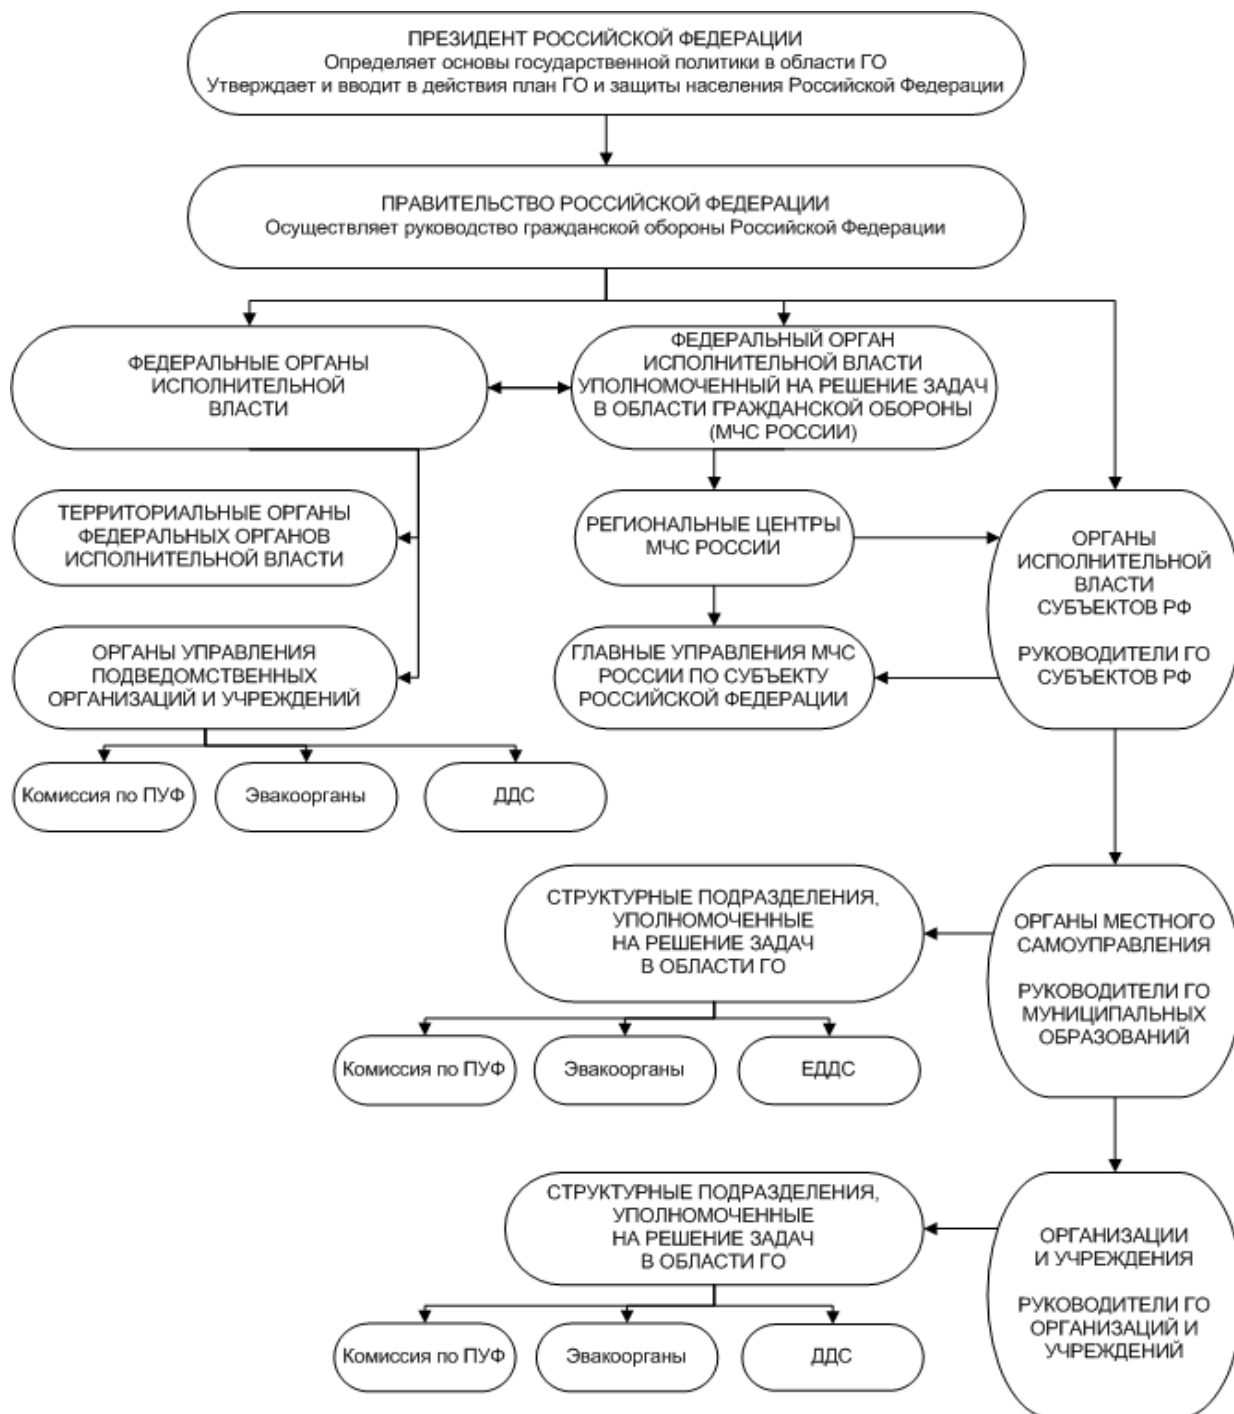 ПРЕЗИДЕНТ РОССИЙСКОЙ ФЕДЕРАЦИИ
Определяет основы государственной политики в области ГО
Утверждает и вводит в действия план ГО и защиты населения Российской Федерации
ПРАВИТЕЛЬСТВО РОССИЙСКОЙ ФЕДЕРАЦИИ
Осуществляет руководство гражданской обороны Российской Федерации
ФЕДЕРАЛЬНЫЕ ОРГАНЫ
ИСПОЛНИТЕЛЬНОЙ
ВЛАСТИ
ФЕДЕРАЛЬНЫЙ ОРГАН
ИСПОЛНИТЕЛЬНОЙ ВЛАСТИ
УПОЛНОМОЧЕННЫЙ НА РЕШЕНИЕ ЗАДАЧ
В ОБЛАСТИ ГРАЖДАНСКОЙ ОБОРОНЫ
(МЧС РОССИИ)
ТЕРРИТОРИАЛЬНЫЕ ОРГАНЫ
ФЕДЕРАЛЬНЫХ ОРГАНОВ
ИСПОЛНИТЕЛЬНОЙ ВЛАСТИ
РЕГИОНАЛЬНЫЕ ЦЕНТРЫ
МЧС РОССИИ
ОРГАНЫ
ИСПОЛНИТЕЛЬНОЙ
ВЛАСТИ
СУБЪЕКТОВ РФ
РУКОВОДИТЕЛИ ГО
СУБЪЕКТОВ РФ
ОРГАНЫ УПРАВЛЕНИЯ
ПОДВЕДОМСТВЕННЫХ
ОРГАНИЗАЦИЙ И УЧРЕЖДЕНИЙ
ГЛАВНЫЕ УПРАВЛЕНИЯ МЧС
РОССИИ ПО СУБЪЕКТУ
РОССИЙСКОЙ ФЕДЕРАЦИИ
Комиссия по ПУФ
Эвакоорганы
ДДС
СТРУКТУРНЫЕ ПОДРАЗДЕЛЕНИЯ,
УПОЛНОМОЧЕННЫЕ
НА РЕШЕНИЕ ЗАДАЧ
В ОБЛАСТИ ГО
ОРГАНЫ МЕСТНОГО
САМОУПРАВЛЕНИЯ
РУКОВОДИТЕЛИ ГО
МУНИЦИПАЛЬНЫХ
ОБРАЗОВАНИЙ
Комиссия по ПУФ
Эвакоорганы
ЕДДС
СТРУКТУРНЫЕ ПОДРАЗДЕЛЕНИЯ,
УПОЛНОМОЧЕННЫЕ
НА РЕШЕНИЕ ЗАДАЧ
В ОБЛАСТИ ГО
ОРГАНИЗАЦИИ
И УЧРЕЖДЕНИЯ
РУКОВОДИТЕЛИ ГО
ОРГАНИЗАЦИЙ И
УЧРЕЖДЕНИЙ
Комиссия по ПУФ
Эвакоорганы
ДДС